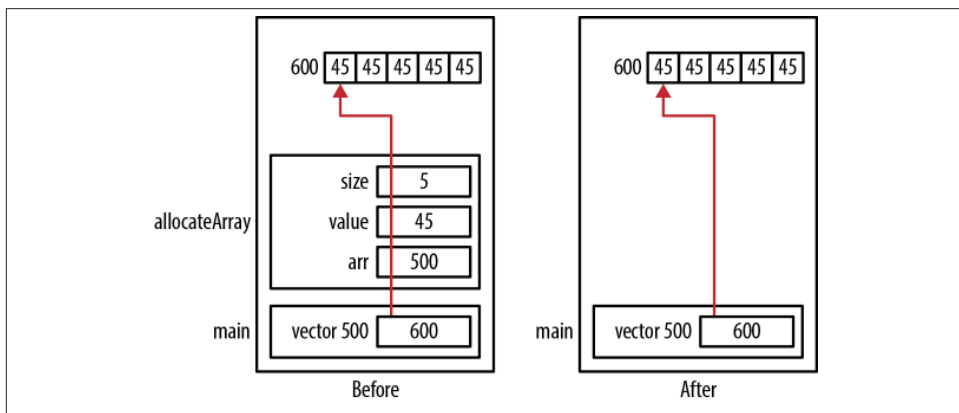 600 45 45 45 45 45
size 5
value 45
allocateArray
arr 500
main vector 500 600
Before
600 45 45 45 45 45
main vector 500 600
After